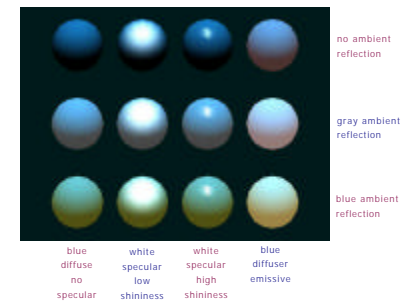 no ambient
reflection
gray ambient
reflection
blue ambient
reflection
blue
diffuse
no
specular
white
specular
low
shininess
white
specular
high
shininess
blue
diffuser
emissive